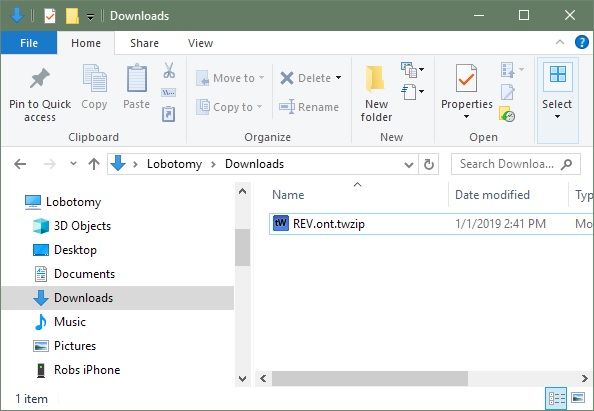 Downloads
File Home Share View
Pin to Quick access
Copy
Paste
Move to
Copy to
Delete
Rename
New folder
Properties
Select
Clipboard Organize New Open
Lobotomy Downloads
Search Downloa...
Name Date modified Ty
REV.ont.twzip 1/1/2019 2:41 PM Mo
tW
Lobotomy
3D Objects
Desktop
Documents
Downloads
Music
Pictures
Robs iPhone
1 item